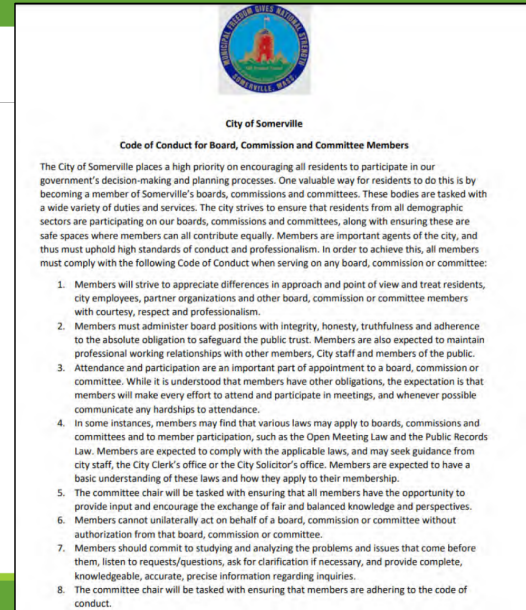 MUNICIPAL FREEDOM GIVES NATIONAL STRENGTH
SOMERVILLE, MASS.
City of Somerville
Code of Conduct for Board, Commission and Committee Members
The City of Somerville places a high priority on encouraging all residents to participate in our
government's decision-making and planning processes. One valuable way for residents to do this is by
becoming a member of Somerville's boards, commissions and committees. These bodies are tasked with
a wide variety of duties and services. The city strives to ensure that residents from all demographic
sectors are participating on our boards, commissions and committees, along with ensuring these are
safe spaces where members can all contribute equally. Members are important agents of the city, and
thus must uphold high standards of conduct and professionalism. In order to achieve this, all members
must comply with the following Code of Conduct when serving on any board, commission or committee:
1. Members will strive to appreciate differences in approach and point of view and treat residents,
city employees, partner organizations and other board, commission or committee members
with courtesy, respect and professionalism.
2. Members must administer board positions with integrity, honesty, truthfulness and adherence
to the absolute obligation to safeguard the public trust. Members are also expected to maintain
professional working relationships with other members, City staff and members of the public.
3. Attendance and participation are an important part of appointment to a board, commission or
committee. While it is understood that members have other obligations, the expectation is that
members will make every effort to attend and participate in meetings, and whenever possible
communicate any hardships to attendance.
4. In some instances, members may find that various laws may apply to boards, commissions and
committees and to member participation, such as the Open Meeting Law and the Public Records
Law. Members are expected to comply with the applicable laws, and may seek guidance from
city staff, the City Clerk's office or the City Solicitor's office. Members are expected to have a
basic understanding of these laws and how they apply to their membership.
5. The committee chair will be tasked with ensuring that all members have the opportunity to
provide input and encourage the exchange of fair and balanced knowledge and perspectives.
6. Members cannot unilaterally act on behalf of a board, commission or committee without
authorization from that board, commission or committee.
7. Members should commit to studying and analyzing the problems and issues that come before
them, listen to requests/questions, ask for clarification if necessary, and provide complete,
knowledgeable, accurate, precise information regarding inquiries.
8. The committee chair will be tasked with ensuring that members are adhering to the code of
conduct.